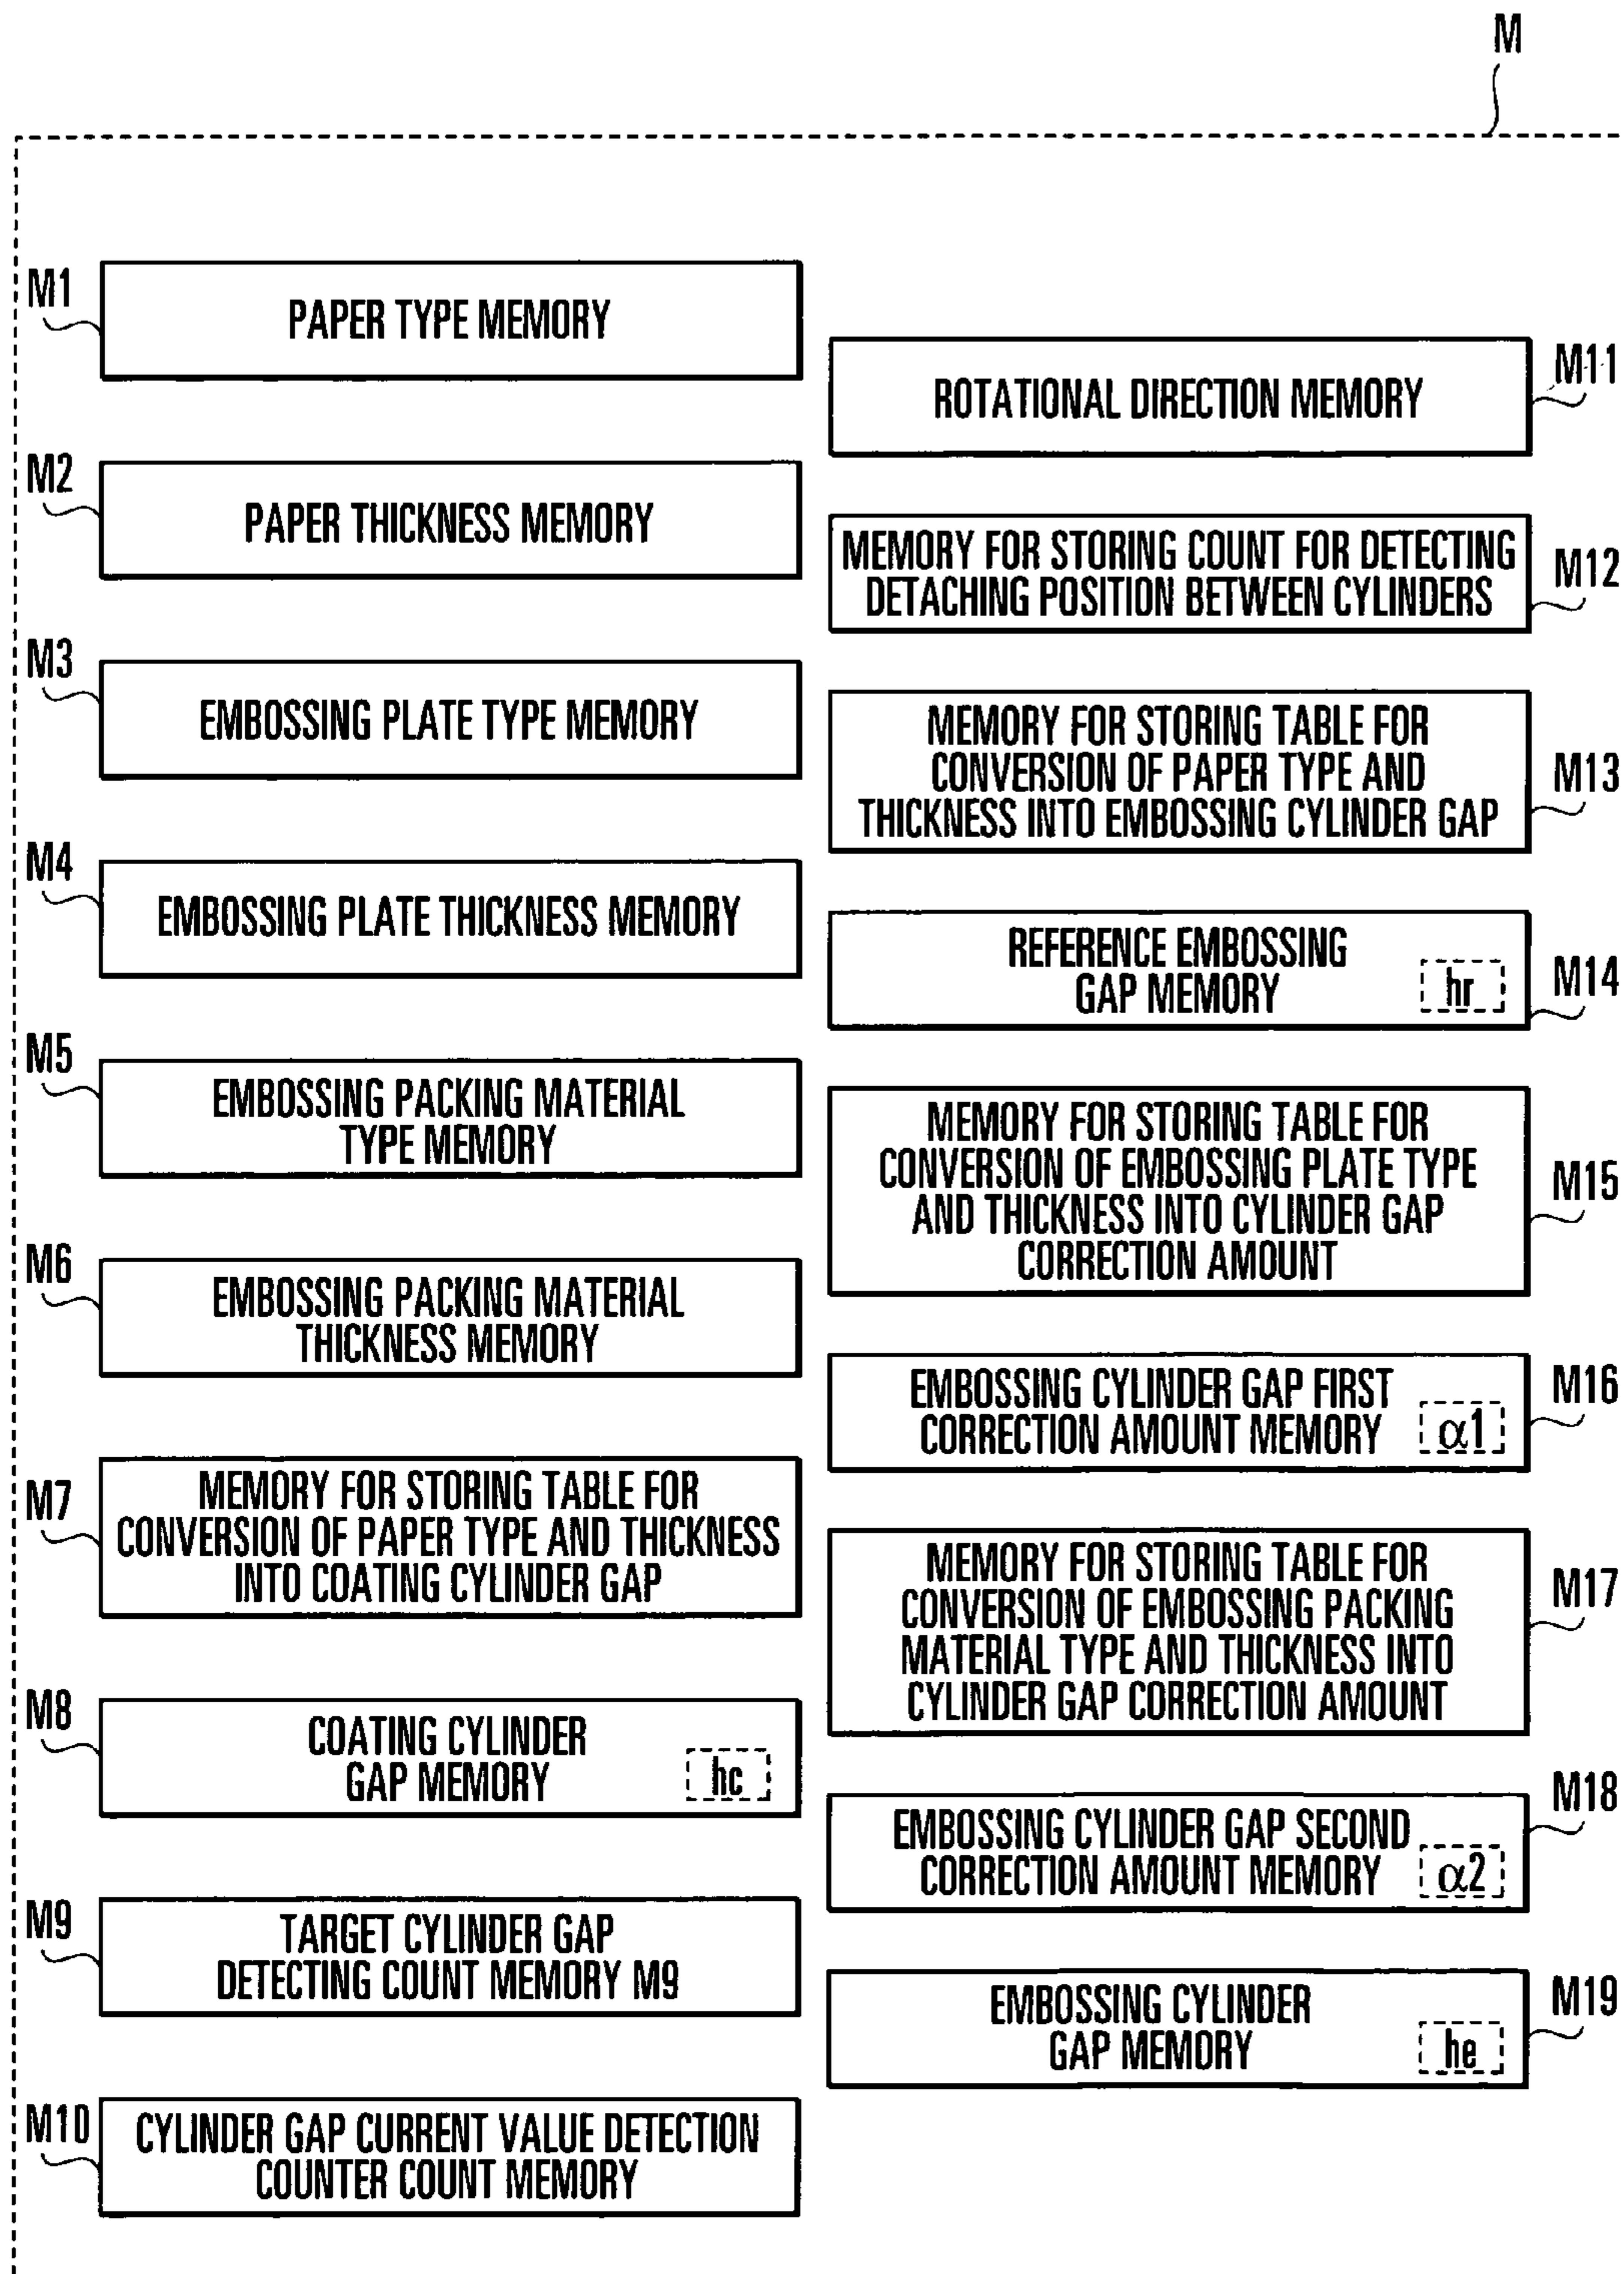 M
M1
PAPER TYPE MEMORY
M2
PAPER THICKNESS MEMORY
M3
EMBOSSING PLATE TYPE MEMORY
M4
EMBOSSING PLATE THICKNESS MEMORY
M5
EMBOSSING PACKING MATERIAL
TYPE MEMORY
M6
EMBOSSING PACKING MATERIAL
THICKNESS MEMORY
M7
MEMORY FOR STORING TABLE FOR
CONVERSION OF PAPER TYPE AND THICKNESS
INTO COATING CYLINDER GAP
M8
COATING CYLINDER
GAP MEMORY
hc
M9
TARGET CYLINDER GAP
DETECTING COUNT MEMORY M9
M10
CYLINDER GAP CURRENT VALUE DETECTION
COUNTER COUNT MEMORY
M11
ROTATIONAL DIRECTION MEMORY
M12
MEMORY FOR STORING COUNT FOR DETECTING
DETACHING POSITION BETWEEN CYLINDERS
M13
MEMORY FOR STORING TABLE FOR
CONVERSION OF PAPER TYPE AND
THICKNESS INTO EMBOSSING CYLINDER GAP
M14
REFERENCE EMBOSSING
GAP MEMORY
hr
M15
MEMORY FOR STORING TABLE FOR
CONVERSION OF EMBOSSING PLATE TYPE
AND THICKNESS INTO CYLINDER GAP
CORRECTION AMOUNT
M16
EMBOSSING CYLINDER GAP FIRST
CORRECTION AMOUNT MEMORY
α1
M17
MEMORY FOR STORING TABLE FOR
CONVERSION OF EMBOSSING PACKING
MATERIAL TYPE AND THICKNESS INTO
CYLINDER GAP CORRECTION AMOUNT
M18
EMBOSSING CYLINDER GAP SECOND
CORRECTION AMOUNT MEMORY
α2
M19
EMBOSSING CYLINDER
GAP MEMORY
he